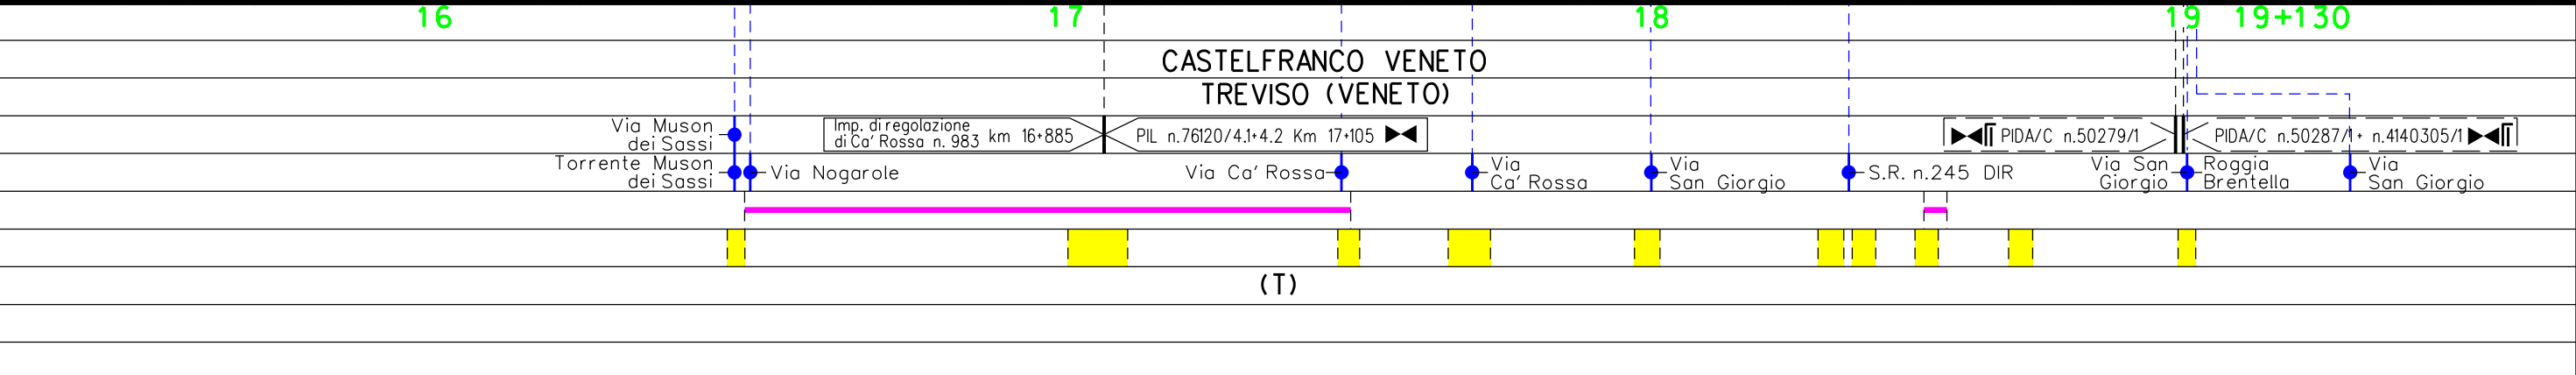 16 17 18 19 19+130
CASTELFRANCO VENETO
TREVISO (VENETO)
Via Muson
dei Sassi
Imp. di regolazione
di Ca' Rossa n. 983 km 16+885
PIL n.76120/4.1+4.2 Km 17+105
PIDA/C n.50279/1
PIDA/C n.50287/1+ n.4140305/1
Torrente Muson
dei Sassi
Via Nogarole
Via Ca' Rossa
Via
Ca' Rossa
Via
San Giorgio
S.R. n.245 DIR
Via San
Giorgio
Roggia
Brentella
Via
San Giorgio
(T)